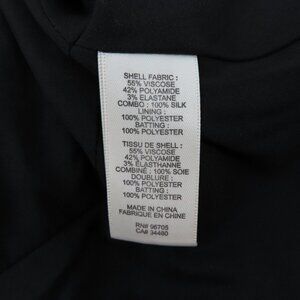 SHELL FABRIC :
55% VISCOSE
42% POLYAMIDE
3% ELASTANE
COMBO : 100% SILK
LINING :
100% POLYESTER
BATTING :
100% POLYESTER
TISSU DE SHELL :
55% VISCOSE
42% POLYAMIDE
3% ELASTHANNE
COMBINÉ : 100% SOIE
DOUBLURE :
100% POLYESTER
BATTING :
100% POLYESTER
MADE IN CHINA
FABRIQUE EN CHINE
RN# 96705
CA# 34480